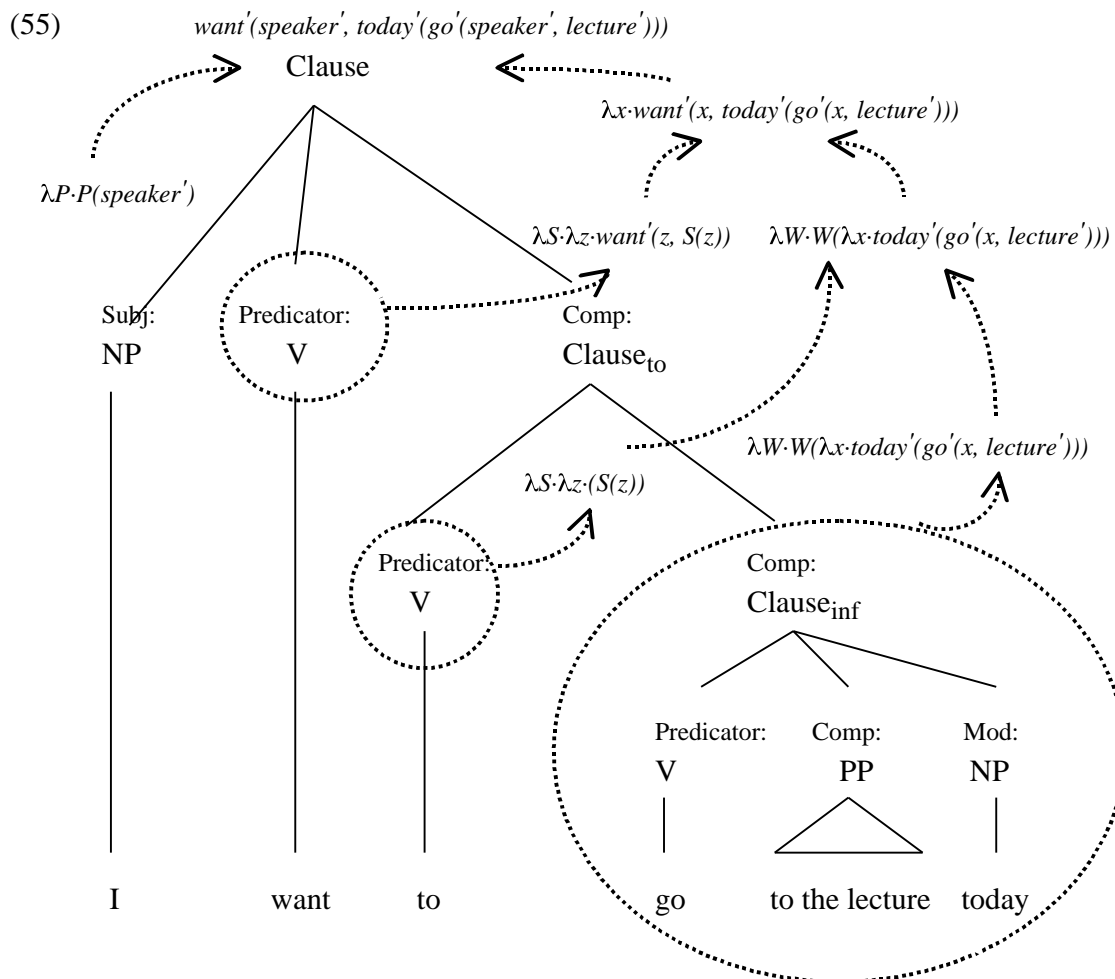 (55)
want′(speaker′, today′(go′(speaker′, lecture′)))
Clause
λx·want′(x, today′(go′(x, lecture′)))
λP·P(speaker′)
λS·λz·want′(z, S(z))
λW·W(λx·today′(go′(x, lecture′)))
Subj: Predicator: Comp:
NP V Clause_to
λW·W(λx·today′(go′(x, lecture′)))
λS·λz·(S(z))
Predicator: Comp:
V Clause_inf
Predicator: Comp: Mod:
V PP NP
I want to go to the lecture today